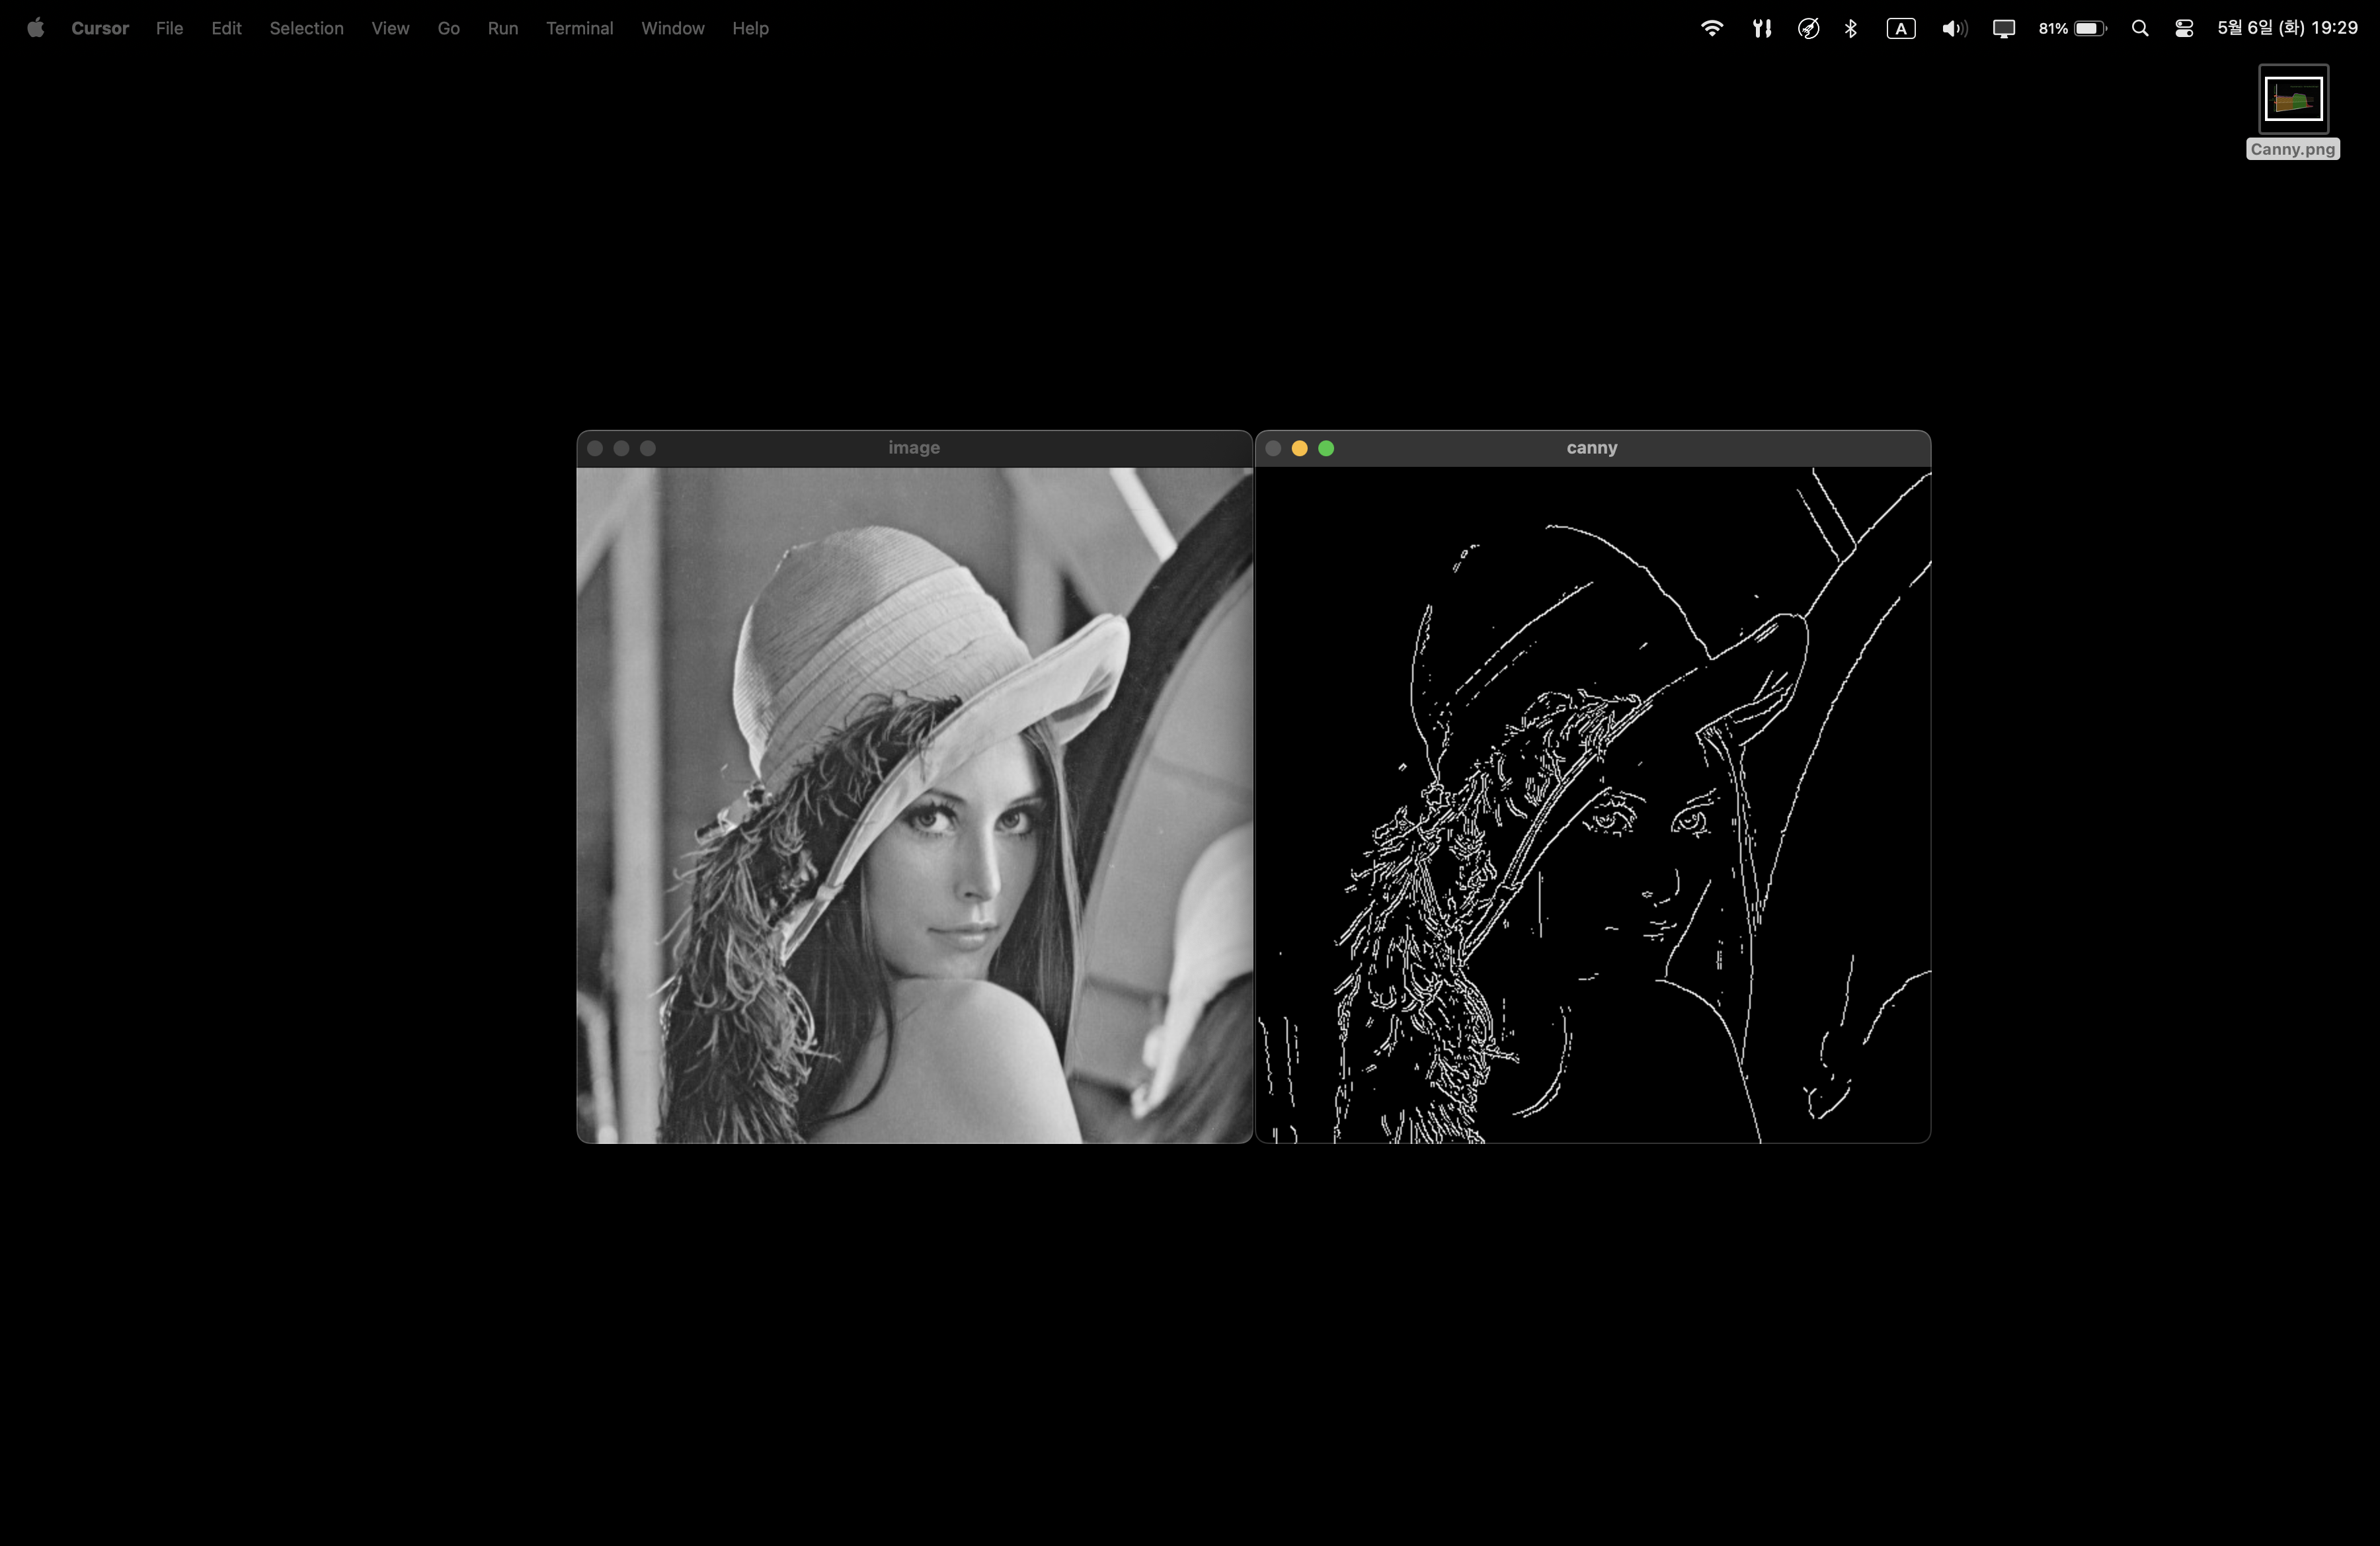 Cursor File Edit Selection View Go Run Terminal Window Help A 81% 5월 6일 (화) 19:29
Canny.png
image
canny